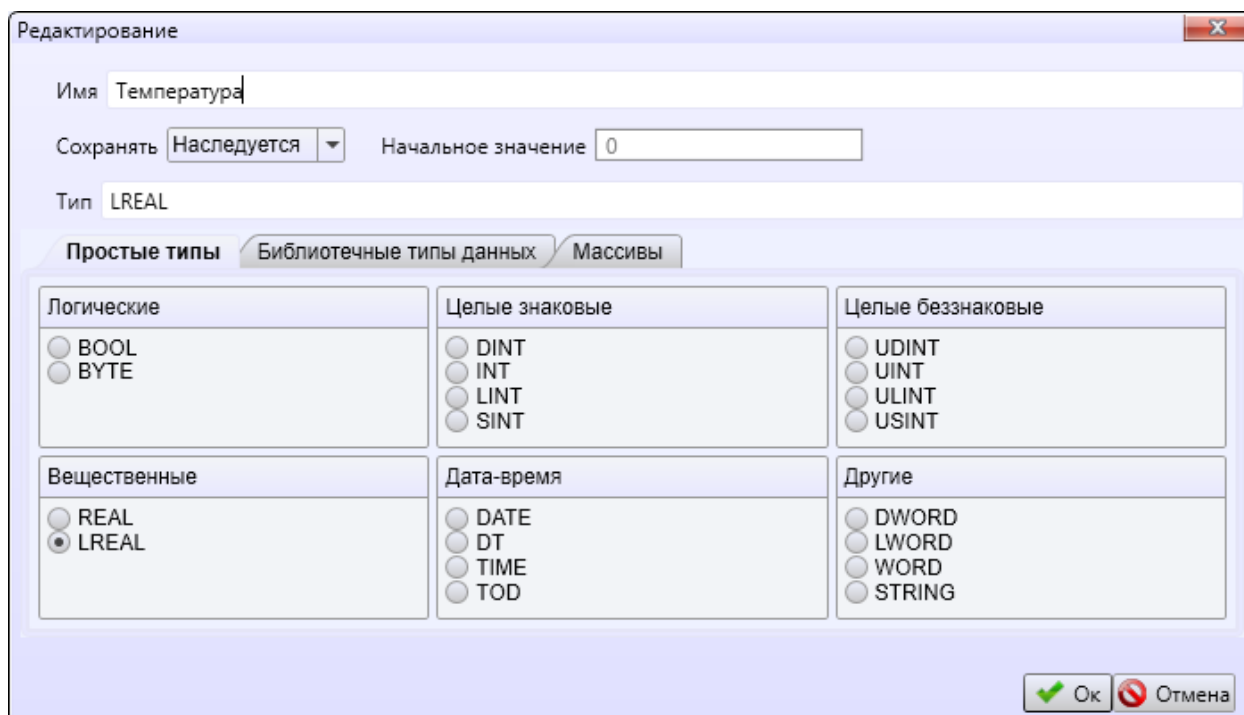 Редактирование
Имя Температура
Сохранять Наследуется Начальное значение 0
Тип LREAL
Простые типы Библиотечные типы данных Массивы
Логические
BOOL
BYTE
Целые знаковые
DINT
INT
LINT
SINT
Целые беззнаковые
UDINT
UINT
ULINT
USINT
Вещественные
REAL
LREAL
Дата-время
DATE
DT
TIME
TOD
Другие
DWORD
LWORD
WORD
STRING
Ок Отмена